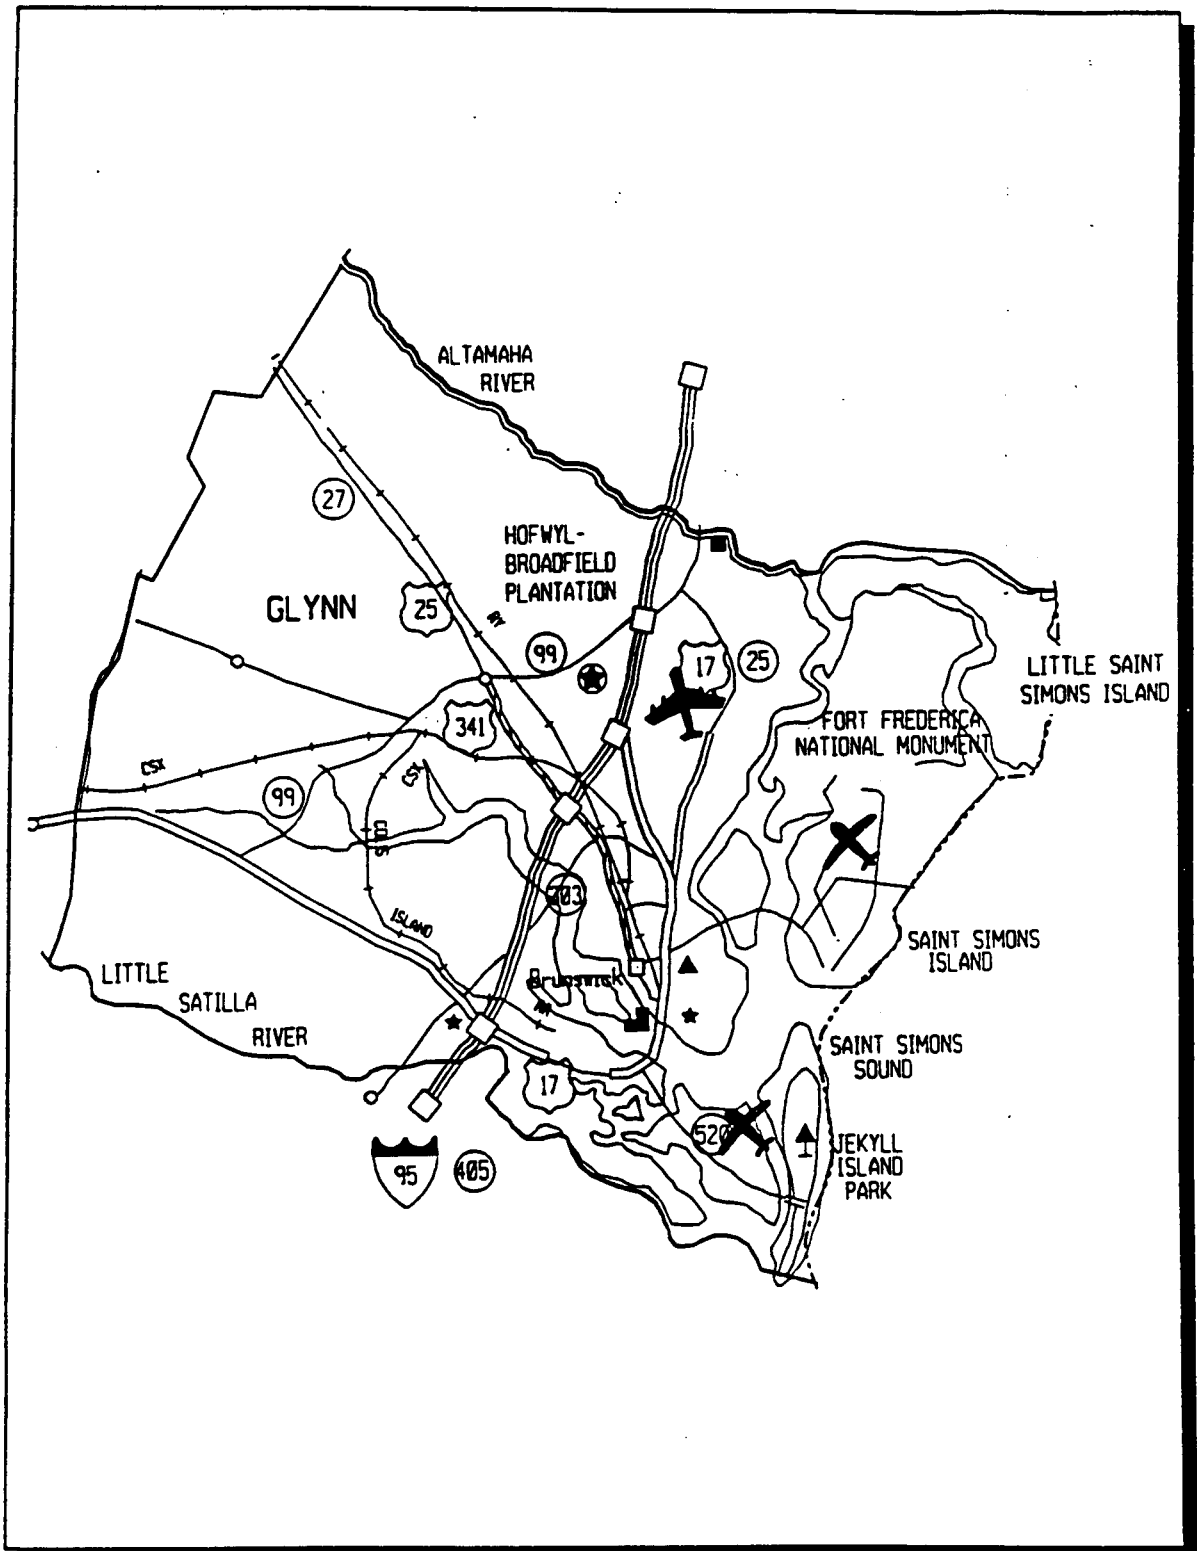 ALTAMAHA
RIVER
27
HOFWYL-
BROADFIELD
PLANTATION
GLYNN
25
RY
99
17
25
LITTLE SAINT
SIMONS ISLAND
341
FORT FREDERICA
NATIONAL MONUMENT
CSX
CSX
99
COL'S
303
ISLAND
SAINT SIMONS
ISLAND
LITTLE
SATILLA
RIVER
Brunswick
SAINT SIMONS
SOUND
17
520
JEKYLL
ISLAND
PARK
95
405